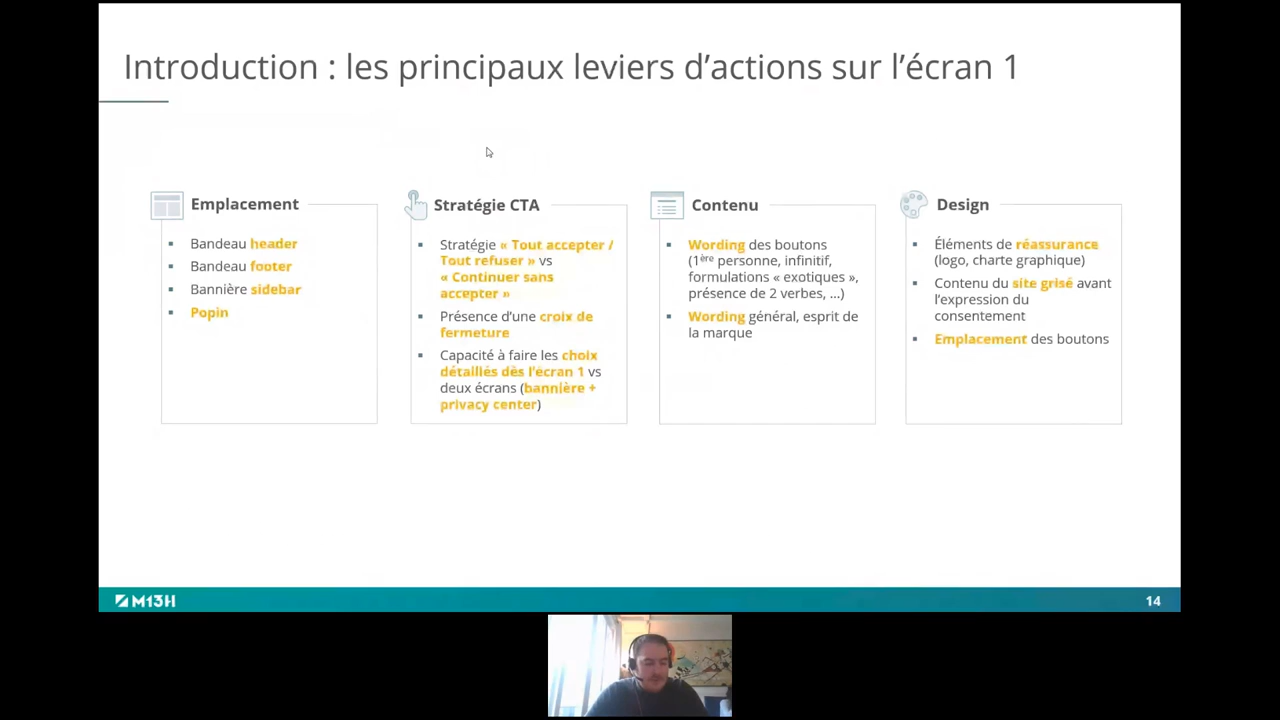 Introduction : les principaux leviers d’actions sur l’écran 1
Emplacement
▪ Bandeau header
▪ Bandeau footer
▪ Bannière sidebar
▪ Popin
Stratégie CTA
▪ Stratégie « Tout accepter /
Tout refuser » vs
« Continuer sans
accepter »
▪ Présence d’une croix de
fermeture
▪ Capacité à faire les choix
détaillés dès l’écran 1 vs
deux écrans (bannière +
privacy center)
Contenu
▪ Wording des boutons
(1ère personne, infinitif,
formulations « exotiques »,
présence de 2 verbes, ...)
▪ Wording général, esprit de
la marque
Design
▪ Éléments de réassurance
(logo, charte graphique)
▪ Contenu du site grisé avant
l’expression du
consentement
▪ Emplacement des boutons
M13H
14